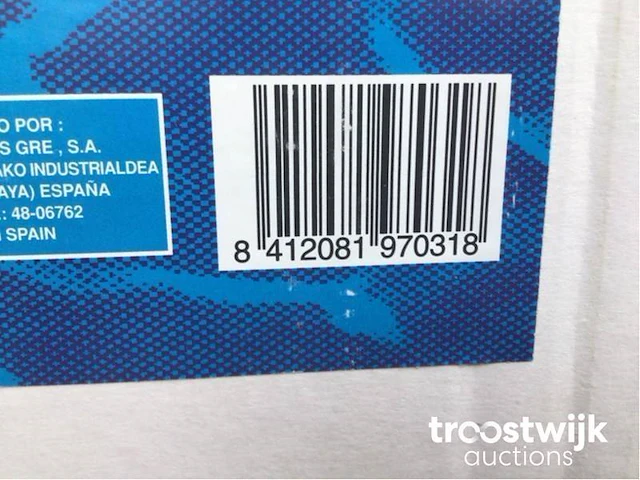 O POR :
S GRE , S.A.
AKO INDUSTRIALDEA
AYA) ESPAÑA
: 48-06762
SPAIN
8 412081 970318
troostwijk
auctions